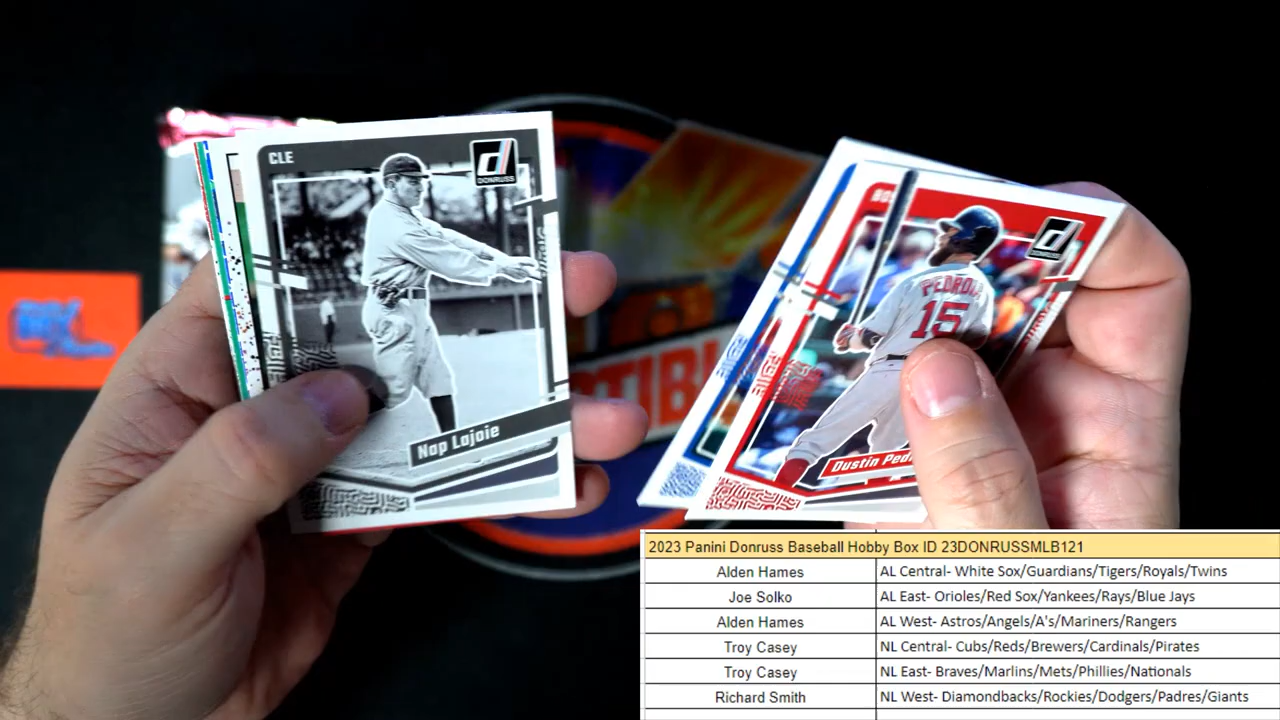 CLE
DONRUSS
Nap Lajoie
15
Dustin Ped
2023 Panini Donruss Baseball Hobby Box ID 23DONRUSSMLB121
Alden Hames AL Central- White Sox/Guardians/Tigers/Royals/Twins
Joe Solko AL East- Orioles/Red Sox/Yankees/Rays/Blue Jays
Alden Hames AL West- Astros/Angels/A's/Mariners/Rangers
Troy Casey NL Central- Cubs/Reds/Brewers/Cardinals/Pirates
Troy Casey NL East- Braves/Marlins/Mets/Phillies/Nationals
Richard Smith NL West- Diamondbacks/Rockies/Dodgers/Padres/Giants